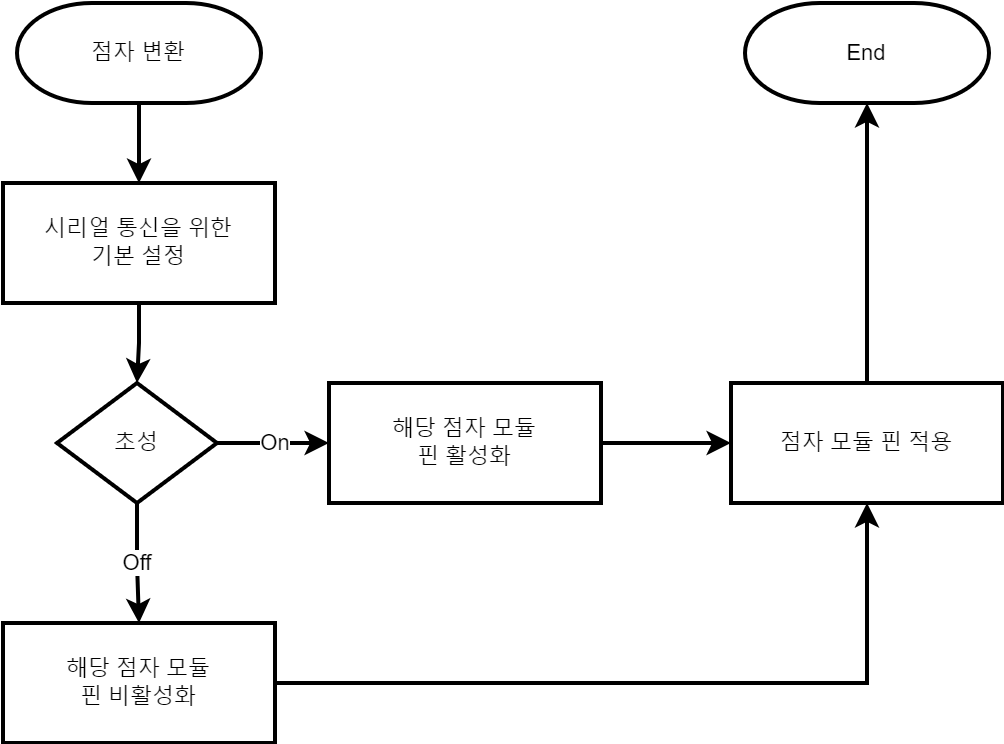 점자 변환
End
시리얼 통신을 위한
기본 설정
초성
On
해당 점자 모듈
핀 활성화
점자 모듈 핀 적용
Off
해당 점자 모듈
핀 비활성화